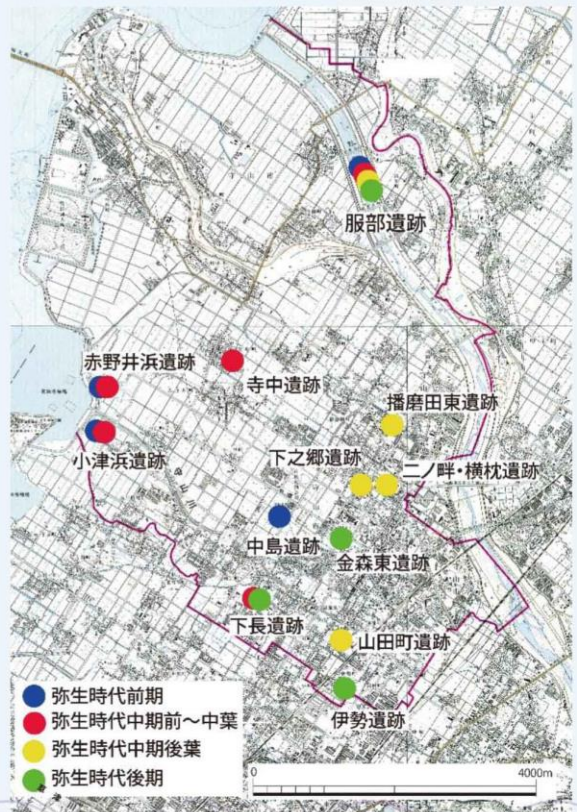 服部遺跡
赤野井浜遺跡
寺中遺跡
播磨田東遺跡
小津浜遺跡
下之郷遺跡
二ノ畔・横枕遺跡
中島遺跡
金森東遺跡
下長遺跡
山田町遺跡
伊勢遺跡
弥生時代前期
弥生時代中期前～中葉
弥生時代中期後葉
弥生時代後期
0 4000m